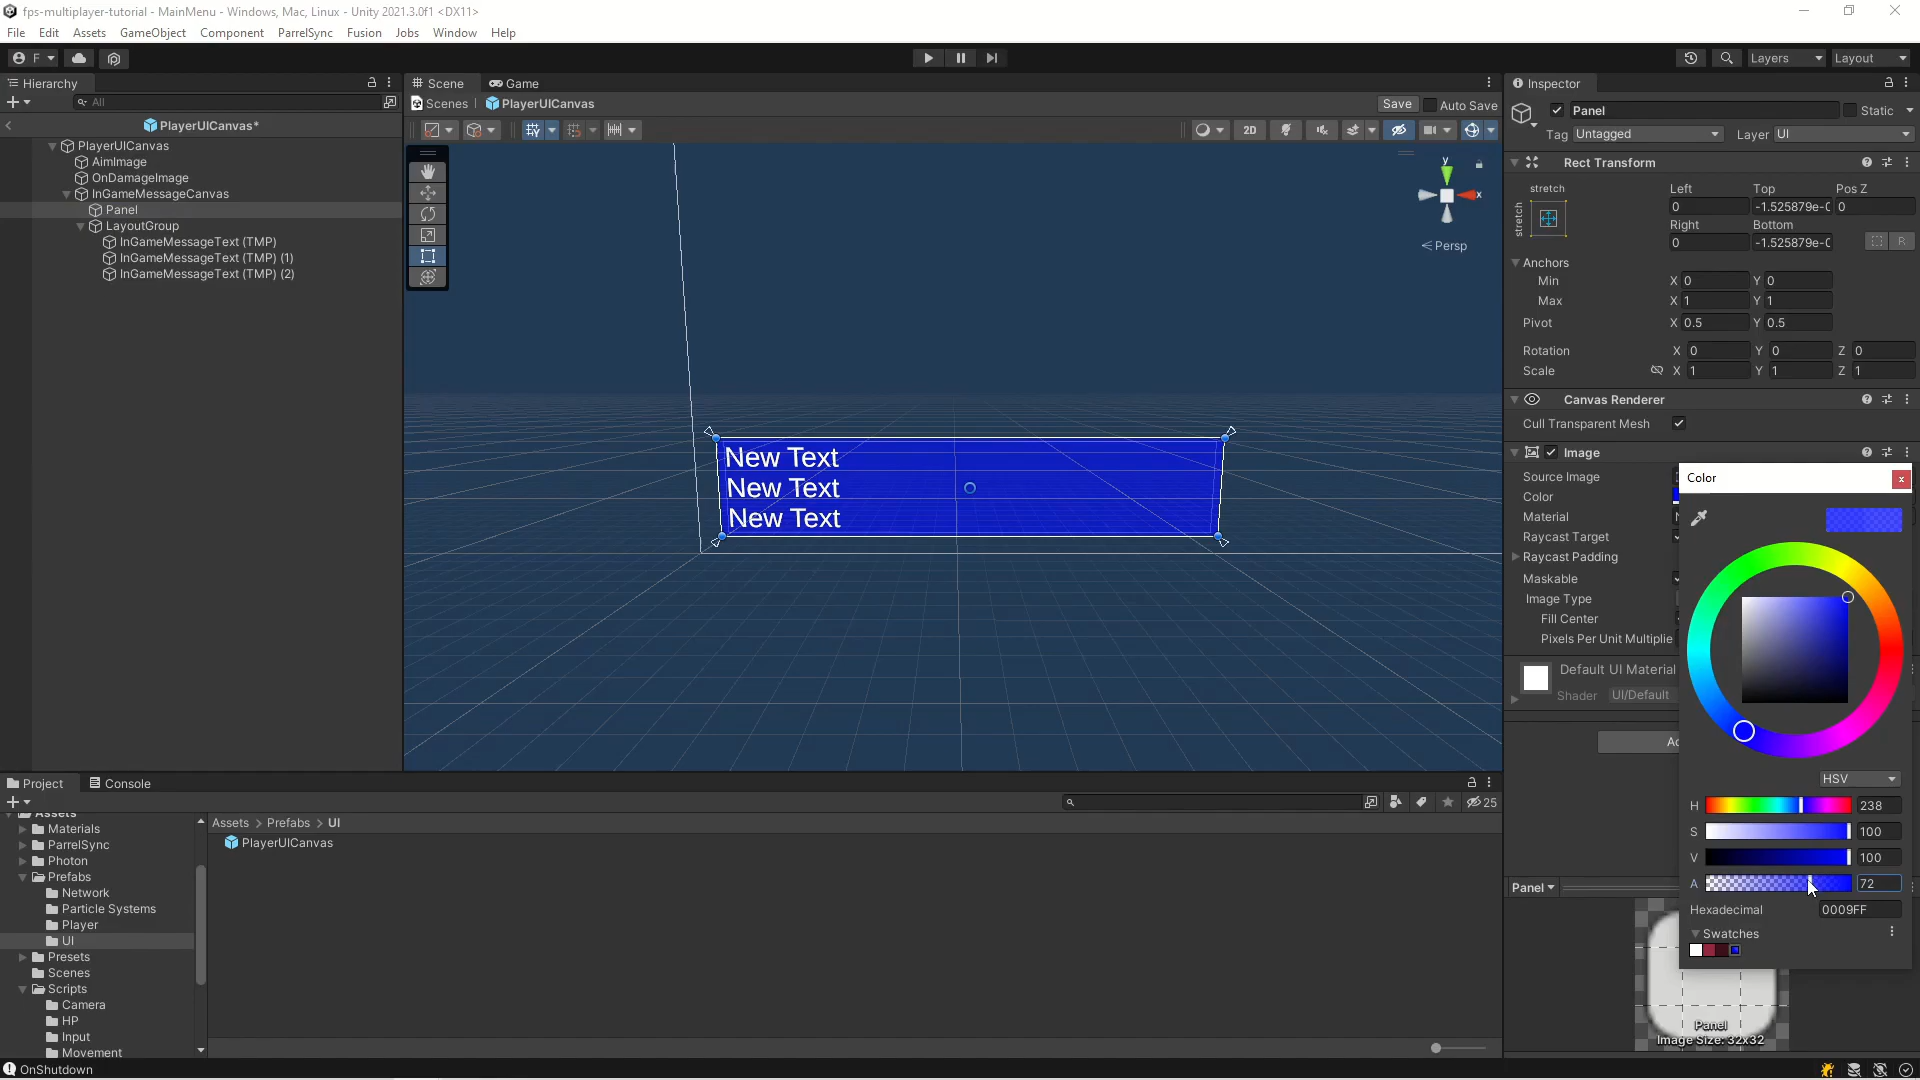 fps-multiplayer-tutorial - MainMenu - Windows, Mac, Linux - Unity 2021.3.0f1 <DX11>
File Edit Assets GameObject Component ParrelSync Fusion Jobs Window Help
F Layers Layout
Hierarchy
All
PlayerUICanvas*
PlayerUICanvas
AimImage
OnDamageImage
InGameMessageCanvas
Panel
LayoutGroup
InGameMessageText (TMP)
InGameMessageText (TMP) (1)
InGameMessageText (TMP) (2)
Scene Game
Scenes PlayerUICanvas Save Auto Save
2D
y
x
< Persp
New Text
New Text
New Text
Inspector
Panel Static
Tag Untagged Layer UI
Rect Transform
stretch Left Top Pos Z
stretch 0 -1.525879e-0 0
Right Bottom
0 -1.525879e-0 R
Anchors
Min X 0 Y 0
Max X 1 Y 1
Pivot X 0.5 Y 0.5
Rotation X 0 Y 0 Z 0
Scale X 1 Y 1 Z 1
Canvas Renderer
Cull Transparent Mesh
Image
Source Image
Color
Material
Raycast Target
Raycast Padding
Maskable
Image Type
Fill Center
Pixels Per Unit Multiplie
Default UI Material
Shader UI/Default
Color
x
HSV
H 238
S 100
V 100
A 72
Hexadecimal 0009FF
Swatches
Panel
Panel
Image Size: 32x32
Project Console
25
Assets
Materials
ParrelSync
Photon
Prefabs
Network
Particle Systems
Player
UI
Presets
Scenes
Scripts
Camera
HP
Input
Movement
Assets > Prefabs > UI
PlayerUICanvas
OnShutdown